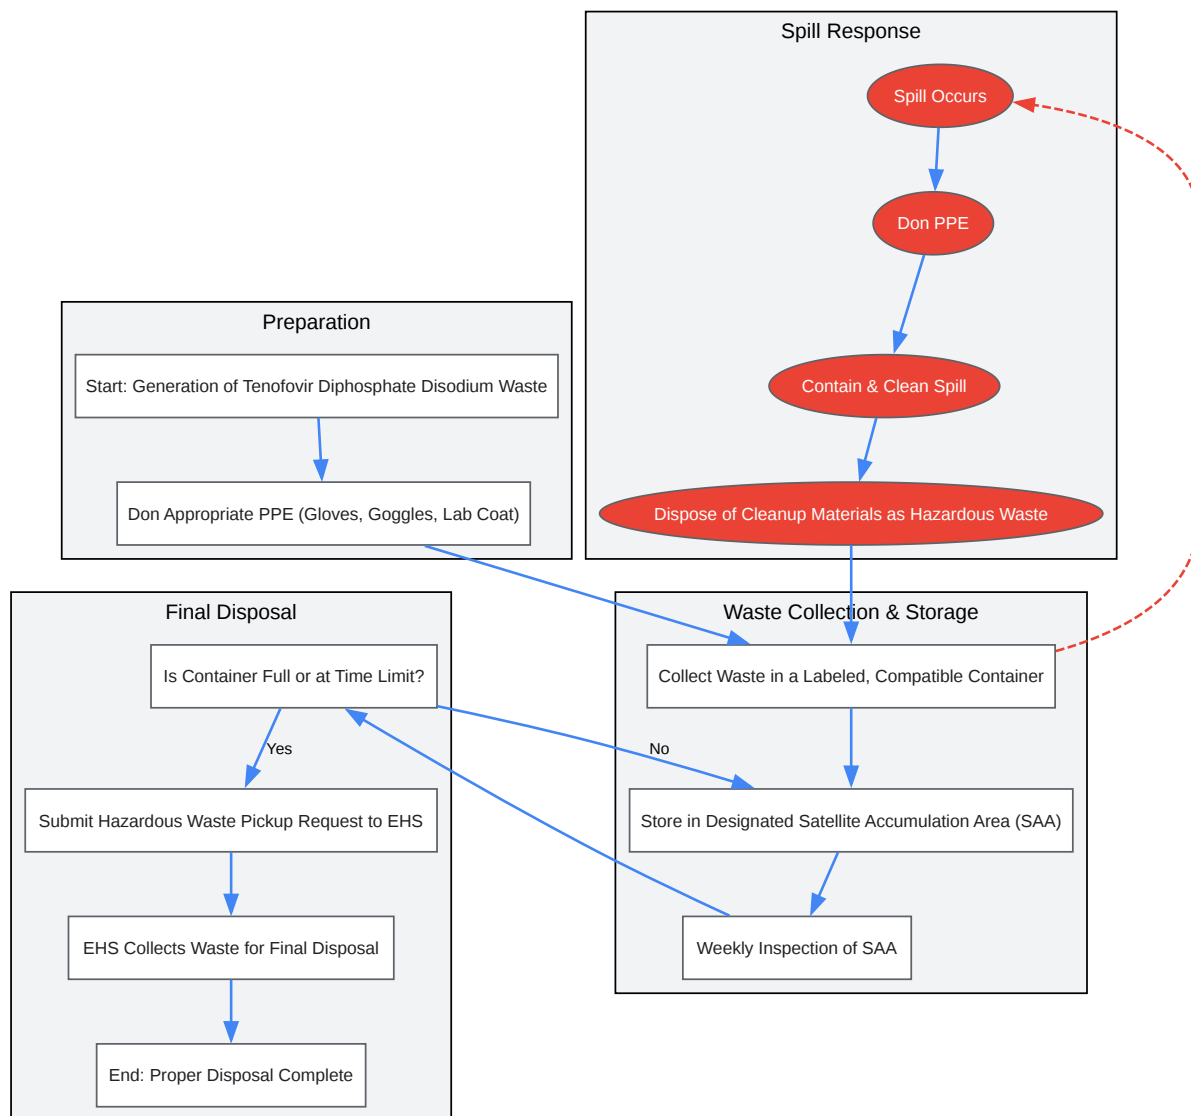 Spill Response
Spill Occurs
Don PPE
Contain & Clean Spill
Dispose of Cleanup Materials as Hazardous Waste
Preparation
Start: Generation of Tenofovir Diphosphate Disodium Waste
Don Appropriate PPE (Gloves, Goggles, Lab Coat)
Waste Collection & Storage
Collect Waste in a Labeled, Compatible Container
Store in Designated Satellite Accumulation Area (SAA)
Weekly Inspection of SAA
Final Disposal
Is Container Full or at Time Limit?
Yes
No
Submit Hazardous Waste Pickup Request to EHS
EHS Collects Waste for Final Disposal
End: Proper Disposal Complete